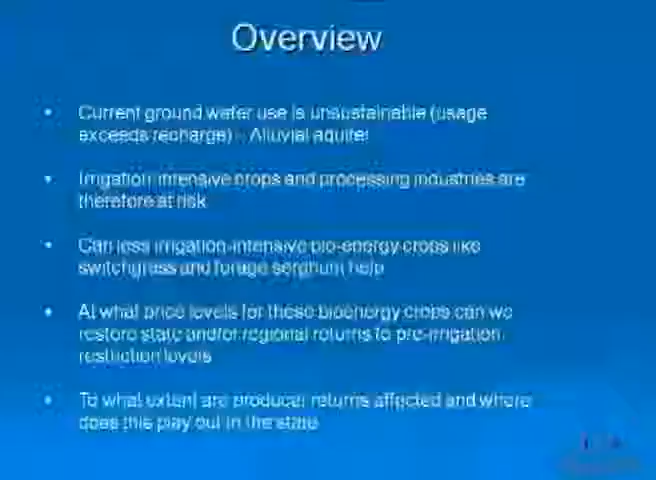 Overview
Current ground water use is unsustainable (usage
exceeds recharge) – Alluvial aquifer
Irrigation intensive crops and processing industries are
therefore at risk
Can less irrigation-intensive bio-energy crops like
switchgrass and forage sorghum help
At what price levels for these bioenergy crops can we
restore state and/or regional returns to pre-irrigation
restriction levels
To what extent are producer returns affected and where
does this play out in the state